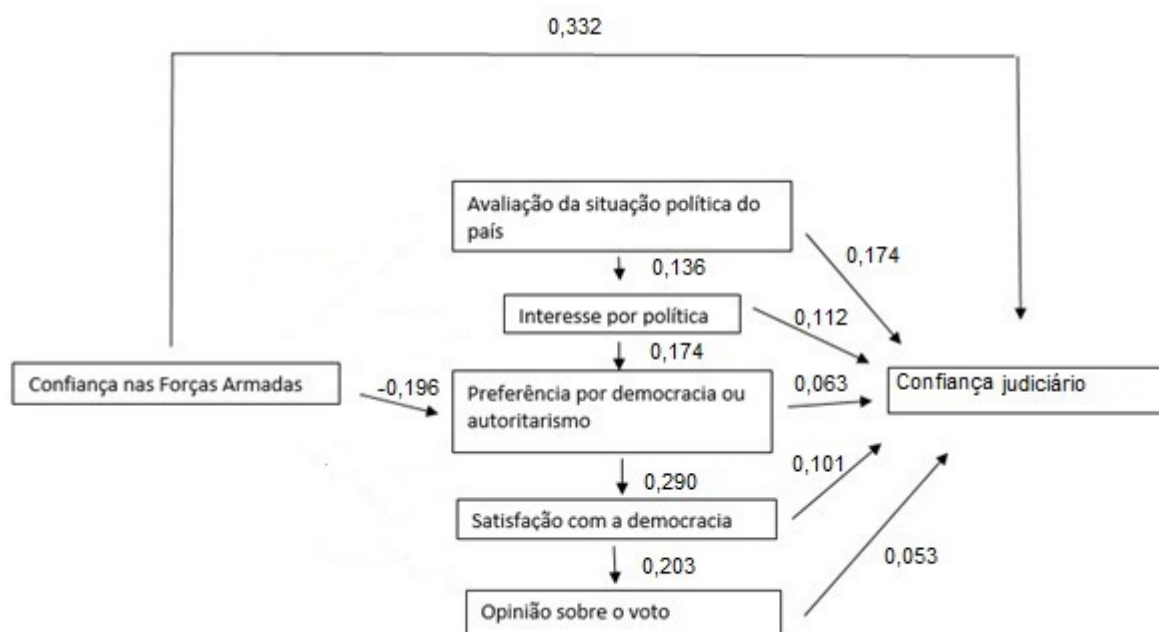 0,332
Avaliação da situação política do
país
0,174
0,136
Interesse por política
0,112
0,174
Confiança nas Forças Armadas
-0,196
Preferência por democracia ou
autoritarismo
0,063
Confiança judiciário
0,290
0,101
Satisfação com a democracia
0,203
0,053
Opinião sobre o voto